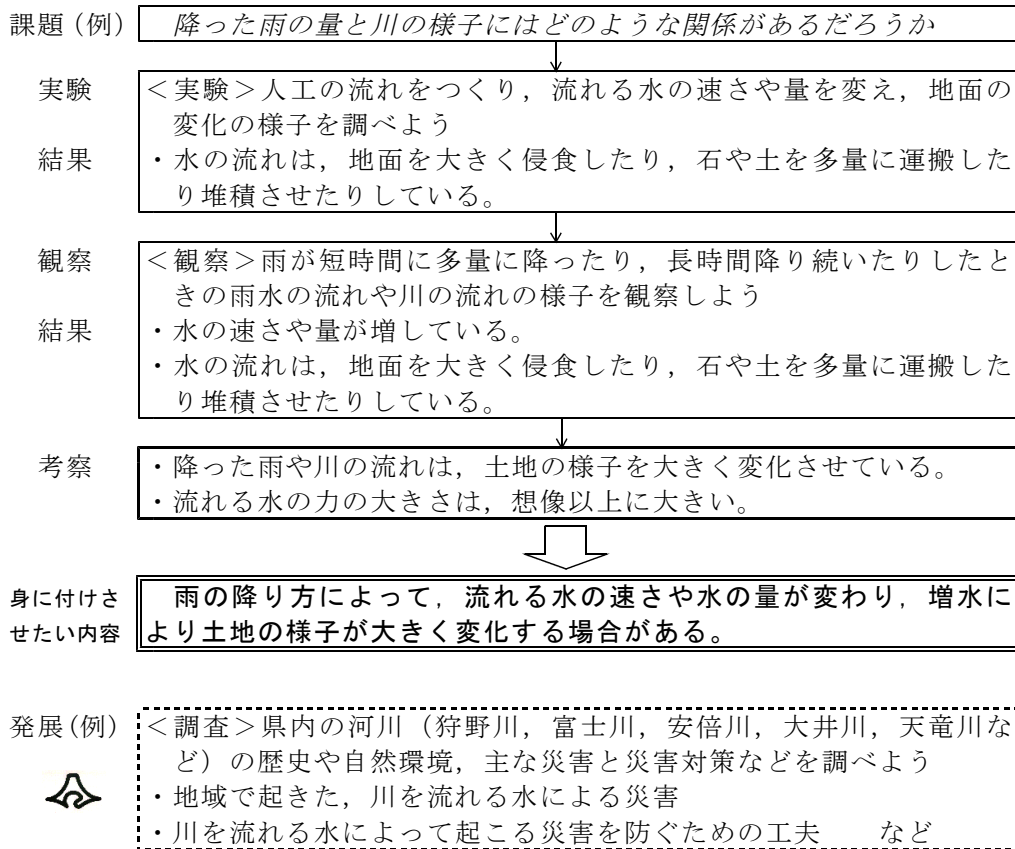 課題(例) 降った雨の量と川の様子にはどのような関係があるだろうか
実験 <実験>人工の流れをつくり，流れる水の速さや量を変え，地面の
変化の様子を調べよう
結果 ・水の流れは，地面を大きく侵食したり，石や土を多量に運搬した
り堆積させたりしている。
観察 <観察>雨が短時間に多量に降ったり，長時間降り続いたりしたと
きの雨水の流れや川の流れの様子を観察しよう
結果 ・水の速さや量が増している。
・水の流れは，地面を大きく侵食したり，石や土を多量に運搬した
り堆積させたりしている。
考察 ・降った雨や川の流れは，土地の様子を大きく変化させている。
・流れる水の力の大きさは，想像以上に大きい。
身に付けさ 雨の降り方によって，流れる水の速さや水の量が変わり，増水に
せたい内容 より土地の様子が大きく変化する場合がある。
発展(例) <調査>県内の河川（狩野川，富士川，安倍川，大井川，天竜川な
ど）の歴史や自然環境，主な災害と災害対策などを調べよう
・地域で起きた，川を流れる水による災害
・川を流れる水によって起こる災害を防ぐための工夫　　など